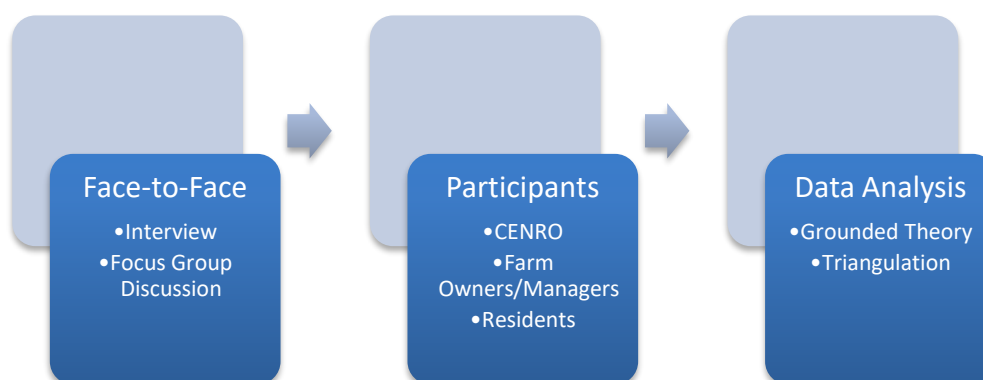 Face-to-Face
•Interview
•Focus Group
Discussion
Participants
•CENRO
•Farm
Owners/Managers
•Residents
Data Analysis
•Grounded Theory
•Triangulation